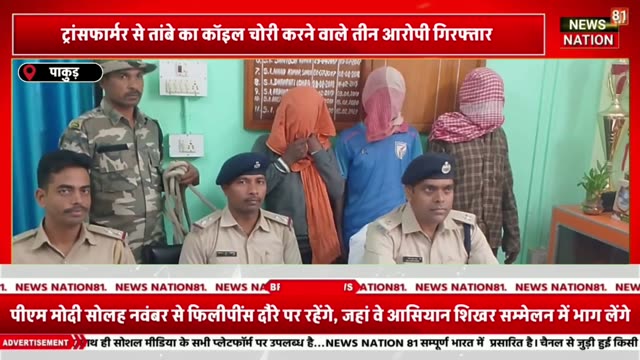 ट्रांसफार्मर से तांबे का कॉइल चोरी करने वाले तीन आरोपी गिरफ्तार
81
NEWS
NATION
पाकुड़
81. NEWS NATION81. NEWS NATION81. BR NEWS NATION81. NEWS NATION81.
पीएम मोदी सोलह नवंबर से फिलीपींस दौरे पर रहेंगे, जहां वे आसियान शिखर सम्मेलन में भाग लेंगे
ADVERTISEMENT
साथ ही सोशल मीडिया के सभी प्लेटफॉर्म पर उपलब्ध है...NEWS NATION 81 सम्पूर्ण भारत में प्रसारित है। चैनल से जुड़ी हुई किसी